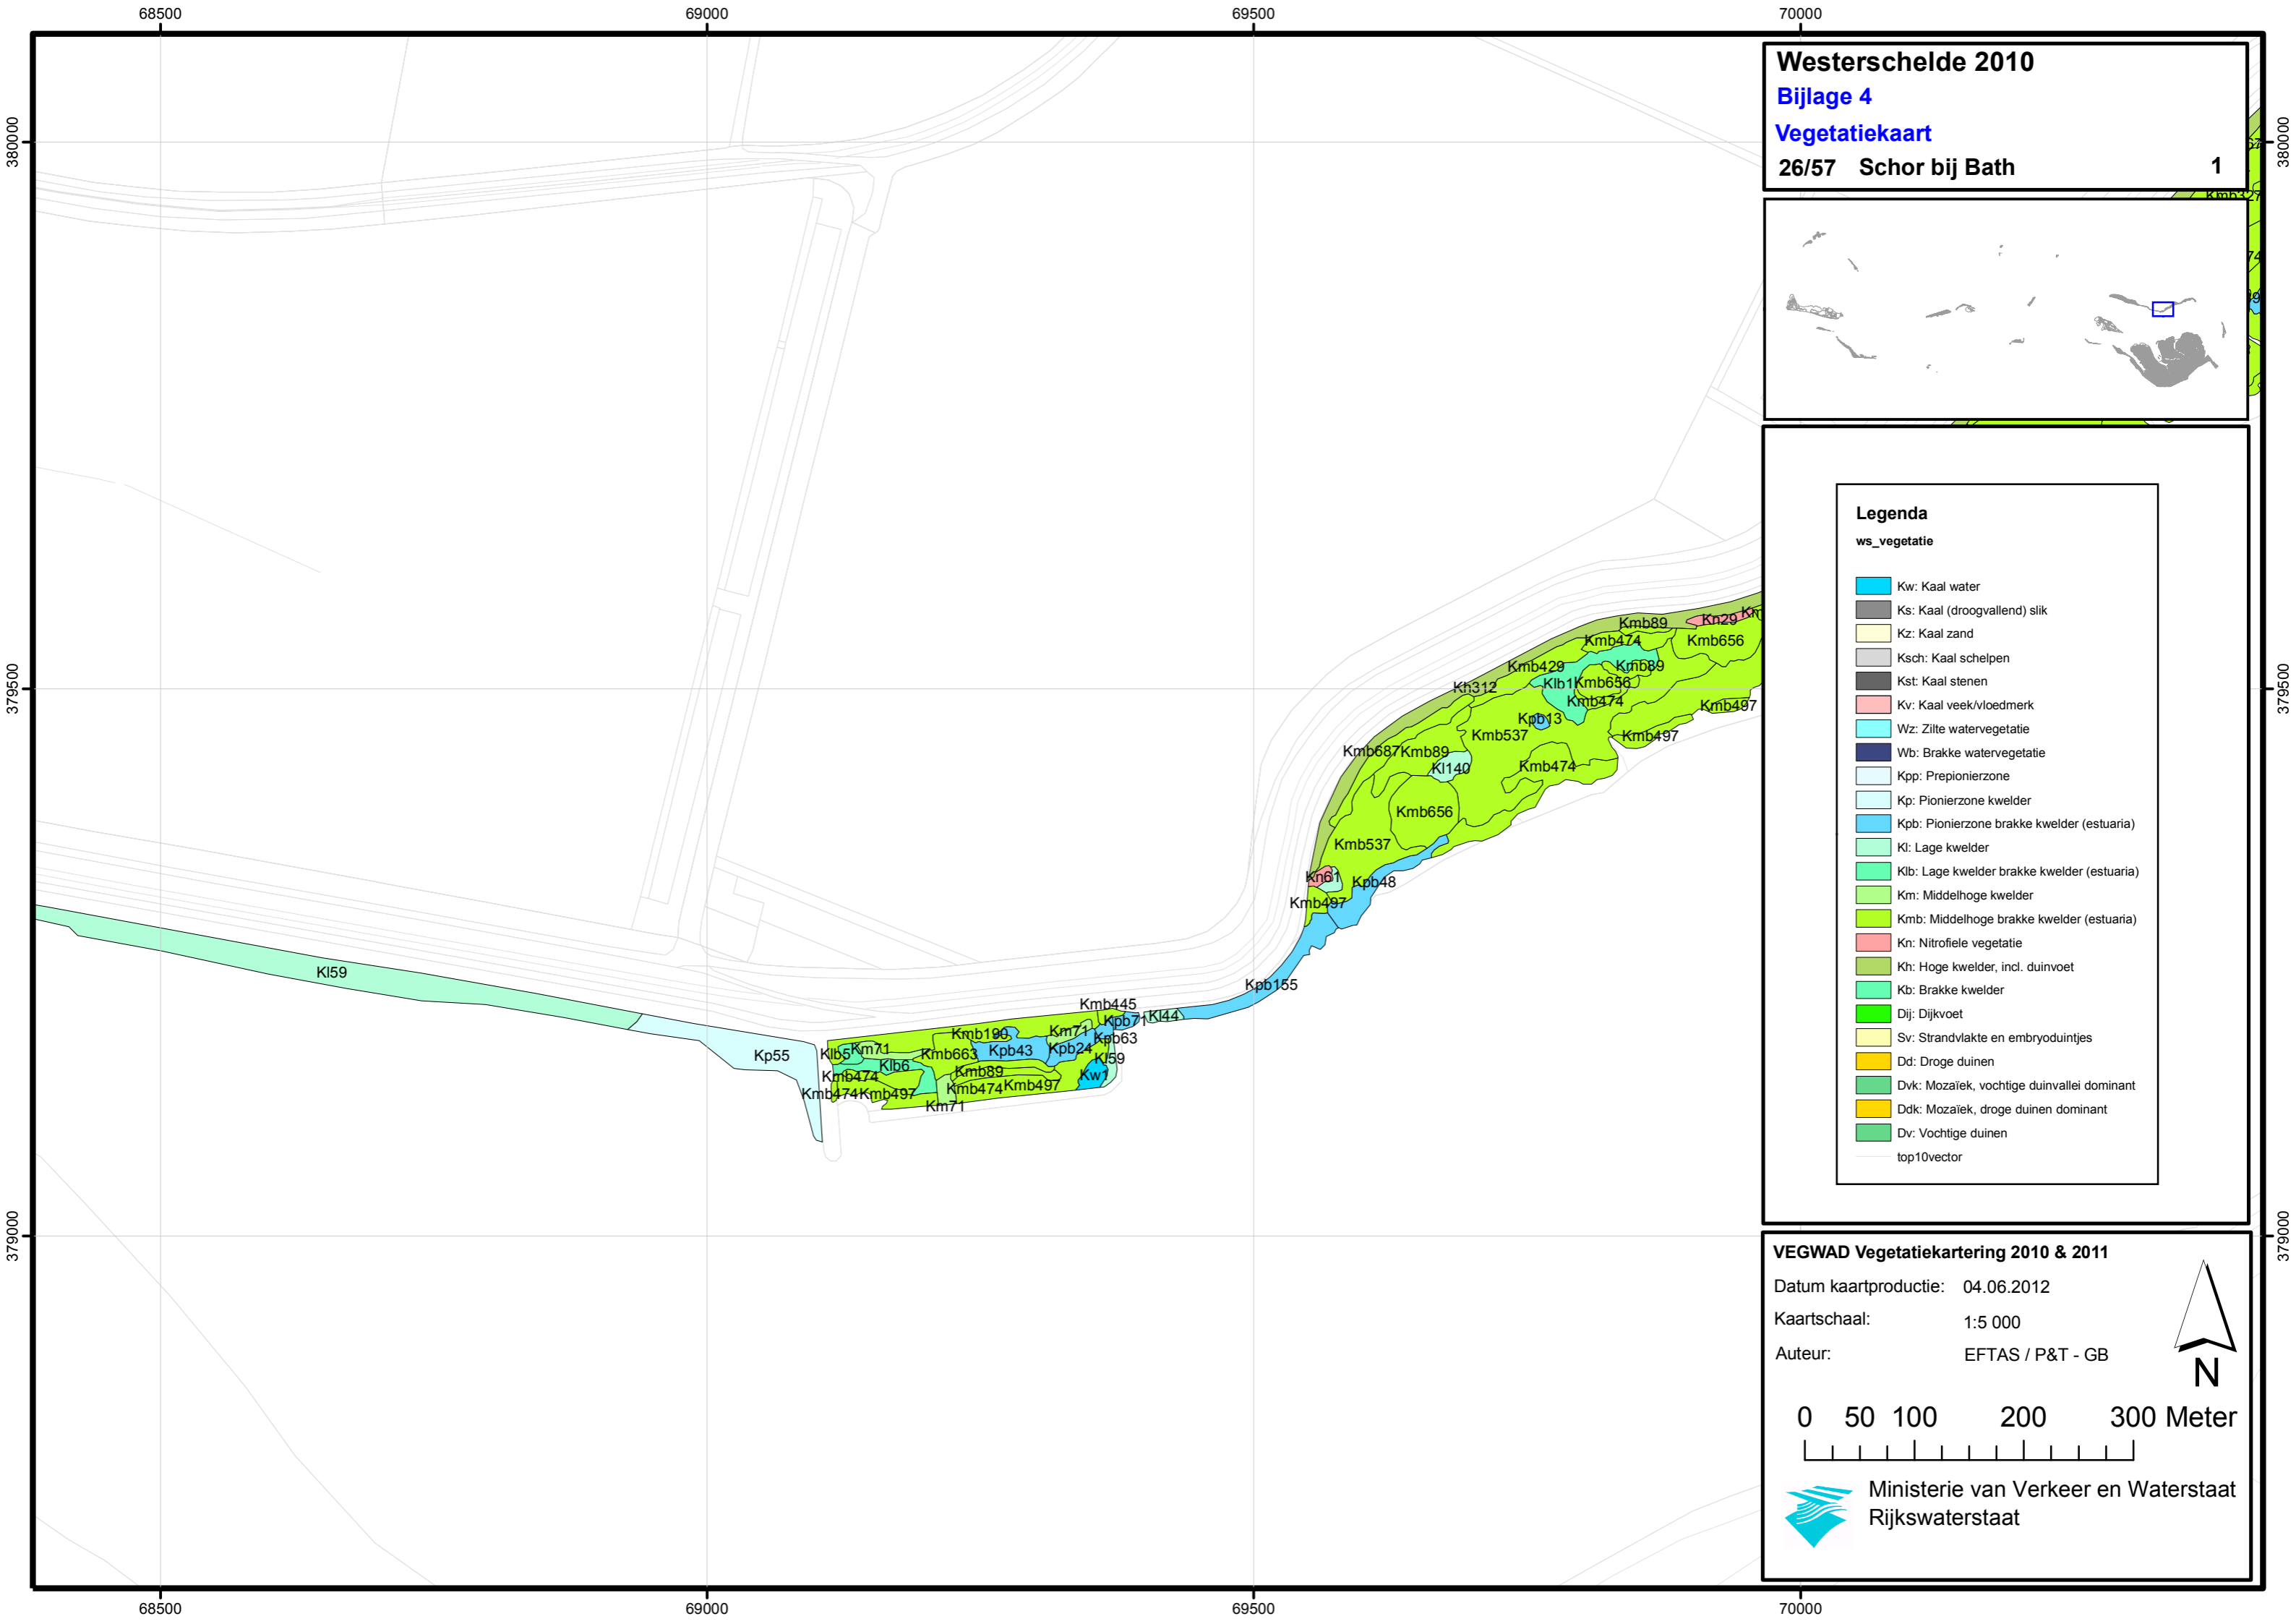 68500 69000 69500 70000
380000
379500
379000
380000
379500
379000
68500 69000 69500 70000
Westerschelde 2010
Bijlage 4
Vegetatiekaart
26/57 Schor bij Bath 1
Kmb327
Legenda
ws_vegetatie
Kw: Kaal water
Ks: Kaal (droogvallend) slik
Kz: Kaal zand
Ksch: Kaal schelpen
Kst: Kaal stenen
Kv: Kaal veek/vloedmerk
Wz: Zilte watervegetatie
Wb: Brakke watervegetatie
Kpp: Prepionierzone
Kp: Pionierzone kwelder
Kpb: Pionierzone brakke kwelder (estuaria)
Kl: Lage kwelder
Klb: Lage kwelder brakke kwelder (estuaria)
Km: Middelhoge kwelder
Kmb: Middelhoge brakke kwelder (estuaria)
Kn: Nitrofiele vegetatie
Kh: Hoge kwelder, incl. duinvoet
Kb: Brakke kwelder
Dij: Dijkvoet
Sv: Strandvlakte en embryoduintjes
Dd: Droge duinen
Dvk: Mozaïek, vochtige duinvallei dominant
Ddk: Mozaïek, droge duinen dominant
Dv: Vochtige duinen
top10vector
Kmb89
Kn29
Kmb474
Kmb656
Kmb429
Kmb89
Kh312
Klb1
Kmb656
Kmb474
Kmb497
Kpb13
Kmb537
Kmb497
Kmb687
Kmb89
Kl140
Kmb474
Kmb656
Kmb537
Kn61
Kpb48
Kmb497
Kl59
Kpb155
Kmb445
Kpb71
Kl44
Kmb190
Km71
Kpb63
Kp55
Klb5
Km71
Kmb663
Kpb43
Kpb24
Kl59
Klb6
Kmb89
Kw1
Kmb474
Kmb474
Kmb497
Kmb474
Kmb497
Km71
VEGWAD Vegetatiekartering 2010 & 2011
Datum kaartproductie: 04.06.2012
Kaartschaal: 1:5 000
Auteur: EFTAS / P&T - GB
N
0 50 100 200 300 Meter
Ministerie van Verkeer en Waterstaat
Rijkswaterstaat